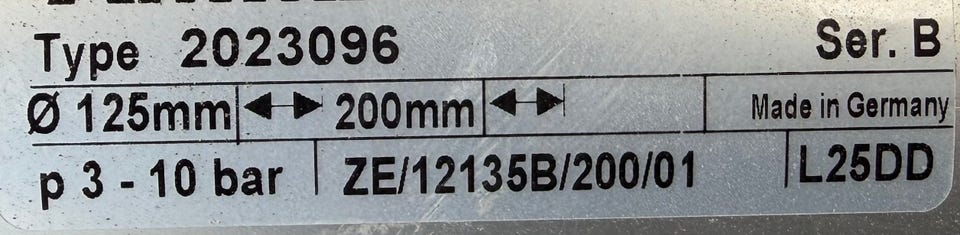 Type 2023096 Ser. B
Ø 125mm 200mm Made in Germany
p 3 - 10 bar ZE/12135B/200/01 L25DD